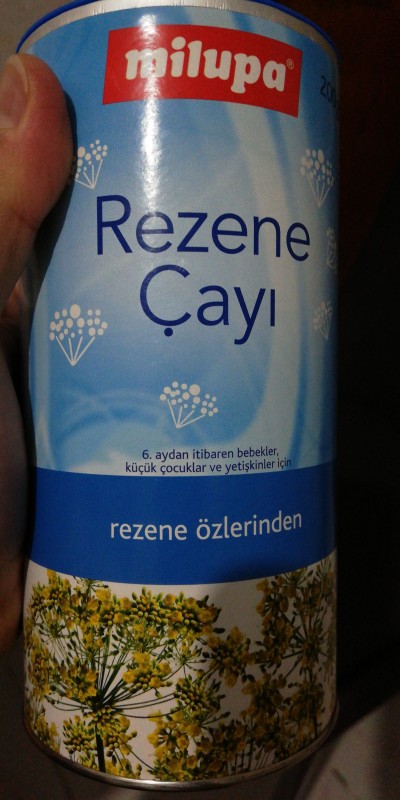 milupa®
Rezene
Çayı
6. aydan itibaren bebekler,
küçük çocuklar ve yetişkinler için
rezene özlerinden